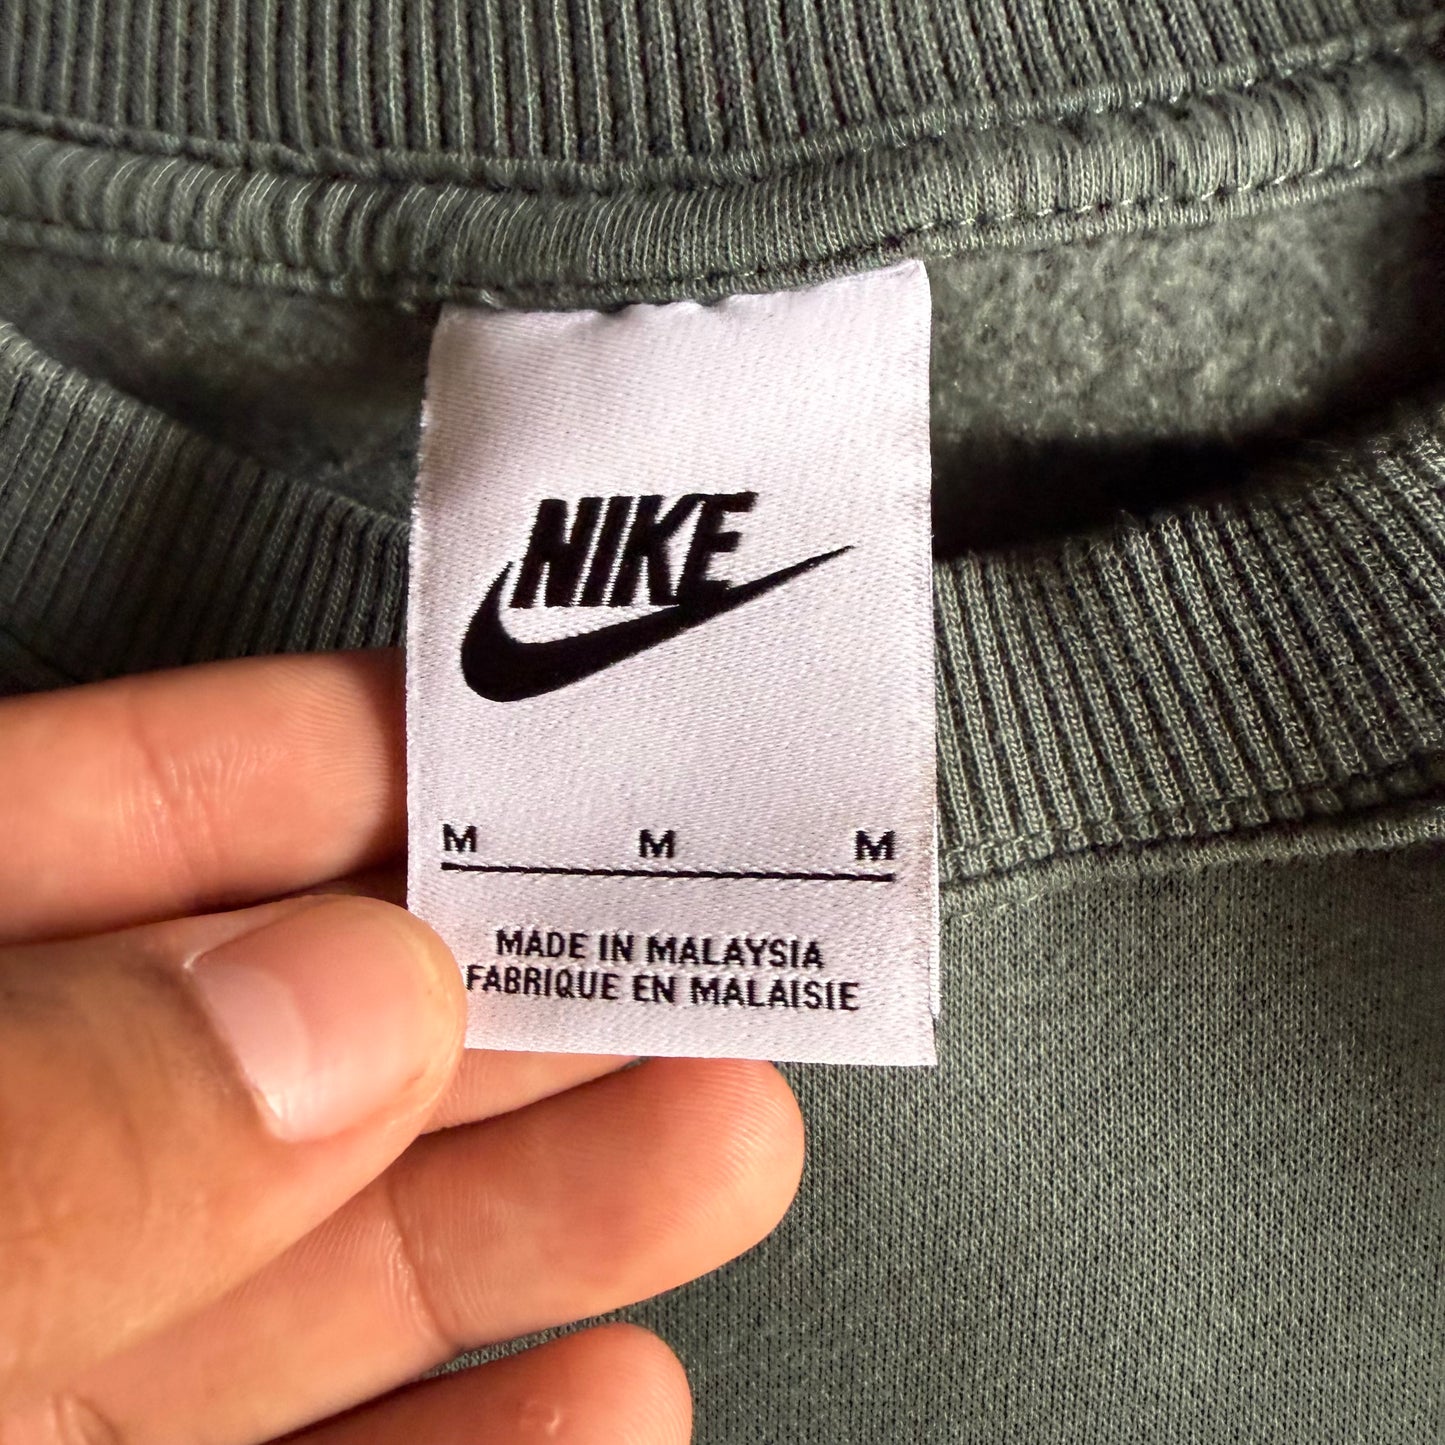 NIKE
M M M
MADE IN MALAYSIA
FABRIQUE EN MALAISIE